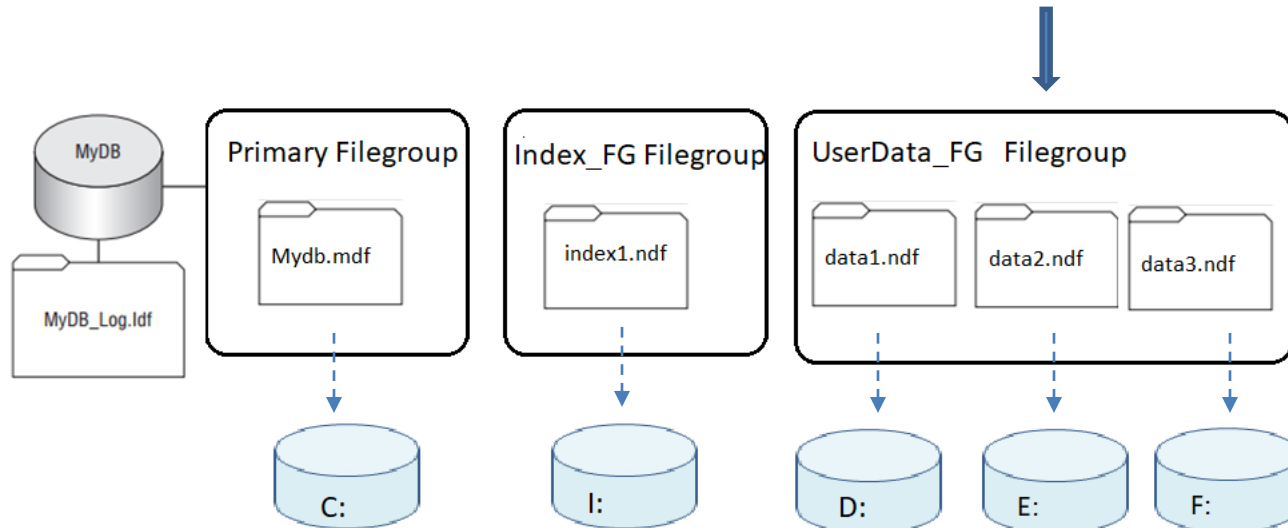 MyDB
MyDB_Log.ldf
Primary Filegroup
Mydb.mdf
C:
Index_FG Filegroup
index1.ndf
I:
UserData_FG Filegroup
data1.ndf
data2.ndf
data3.ndf
D:
E:
F: